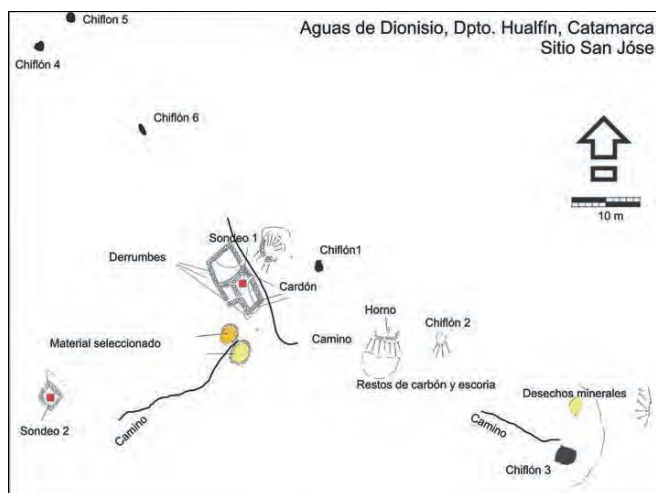 Aguas de Dionisio, Dpto. Hualfín, Catamarca
Sitio San Jóse
Chiflon 5
Chiflón 4
Chiflón 6
10 m
Sondeo 1
Derrumbes
Chiflón1
Cardón
Horno
Chiflón 2
Camino
Material seleccionado
Restos de carbón y escoria
Desechos minerales
Camino
Camino
Sondeo 2
Chiflón 3